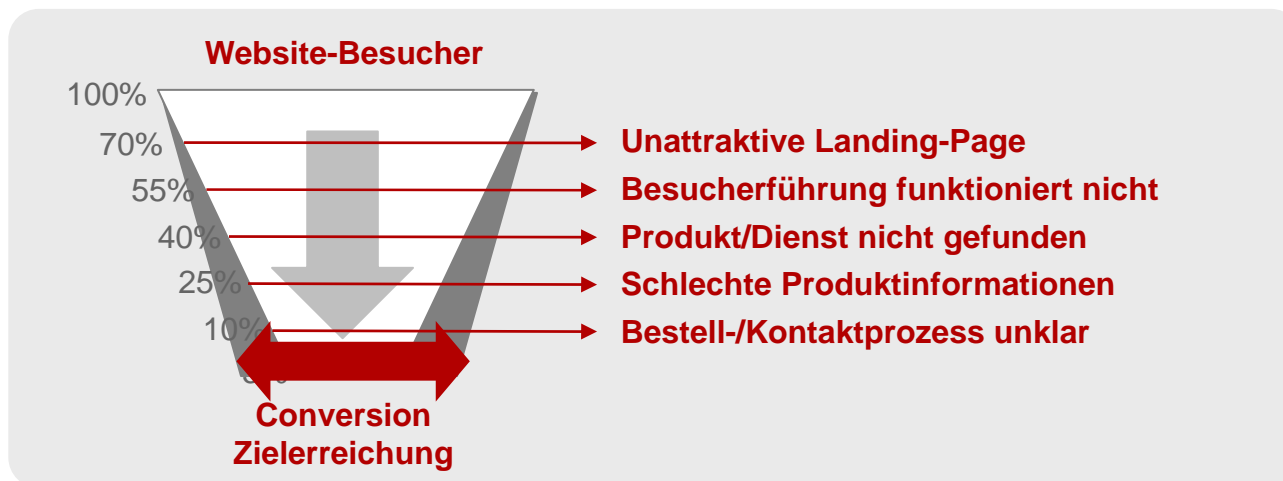 Website-Besucher
100%
70%
Unattraktive Landing-Page
55%
Besucherführung funktioniert nicht
40%
Produkt/Dienst nicht gefunden
25%
Schlechte Produktinformationen
10%
Bestell-/Kontaktprozess unklar
Conversion
Zielerreichung